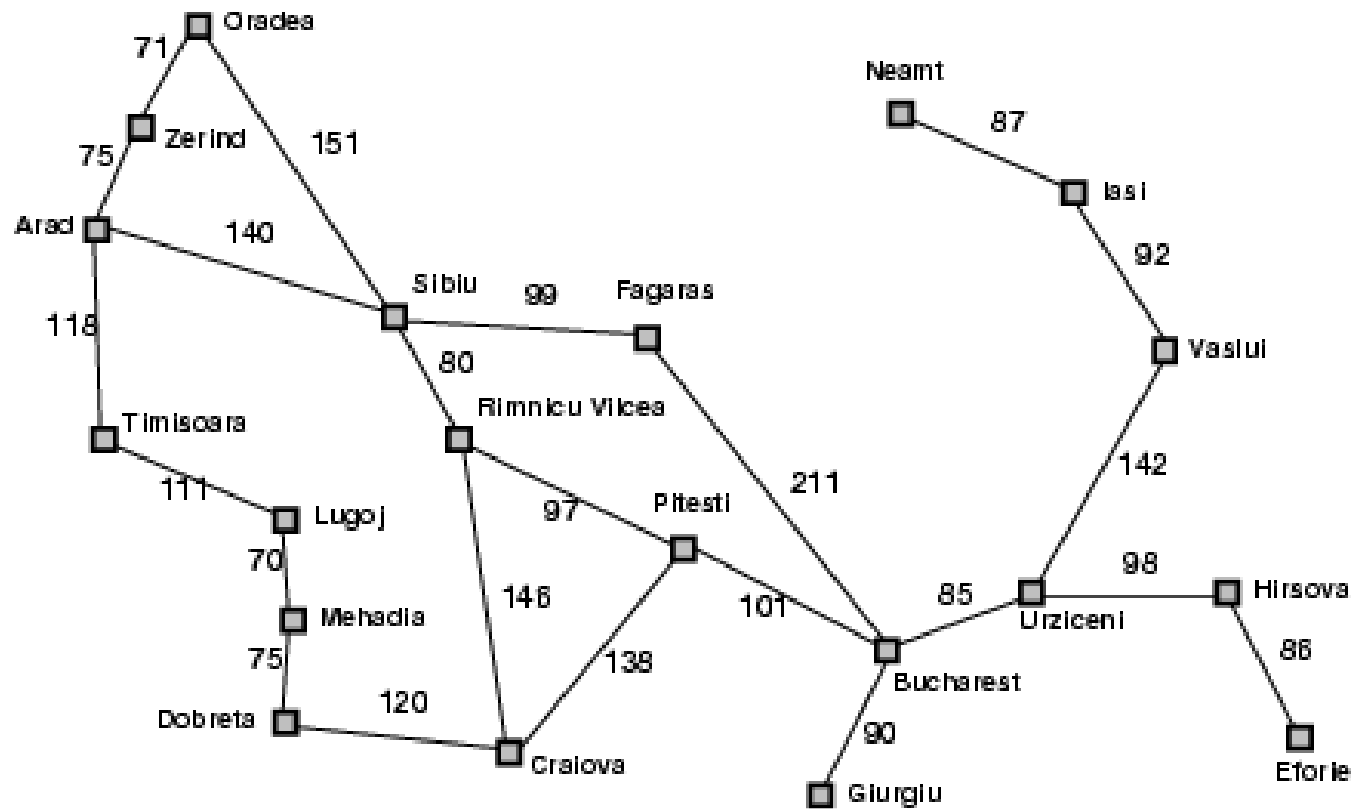 Oradea
71
Neamt
87
Zerind
75
151
Iasi
Arad
140
92
Sibiu
99
Fagaras
118
80
Vaslui
Timisoara
Rimnicu Vilcea
142
111
211
Lugoj
97
Pitesti
70
98
Hirsova
146
101
85
Urziceni
Mehadia
75
138
86
Bucharest
Dobreta
120
90
Craiova
Eforie
Giurgiu